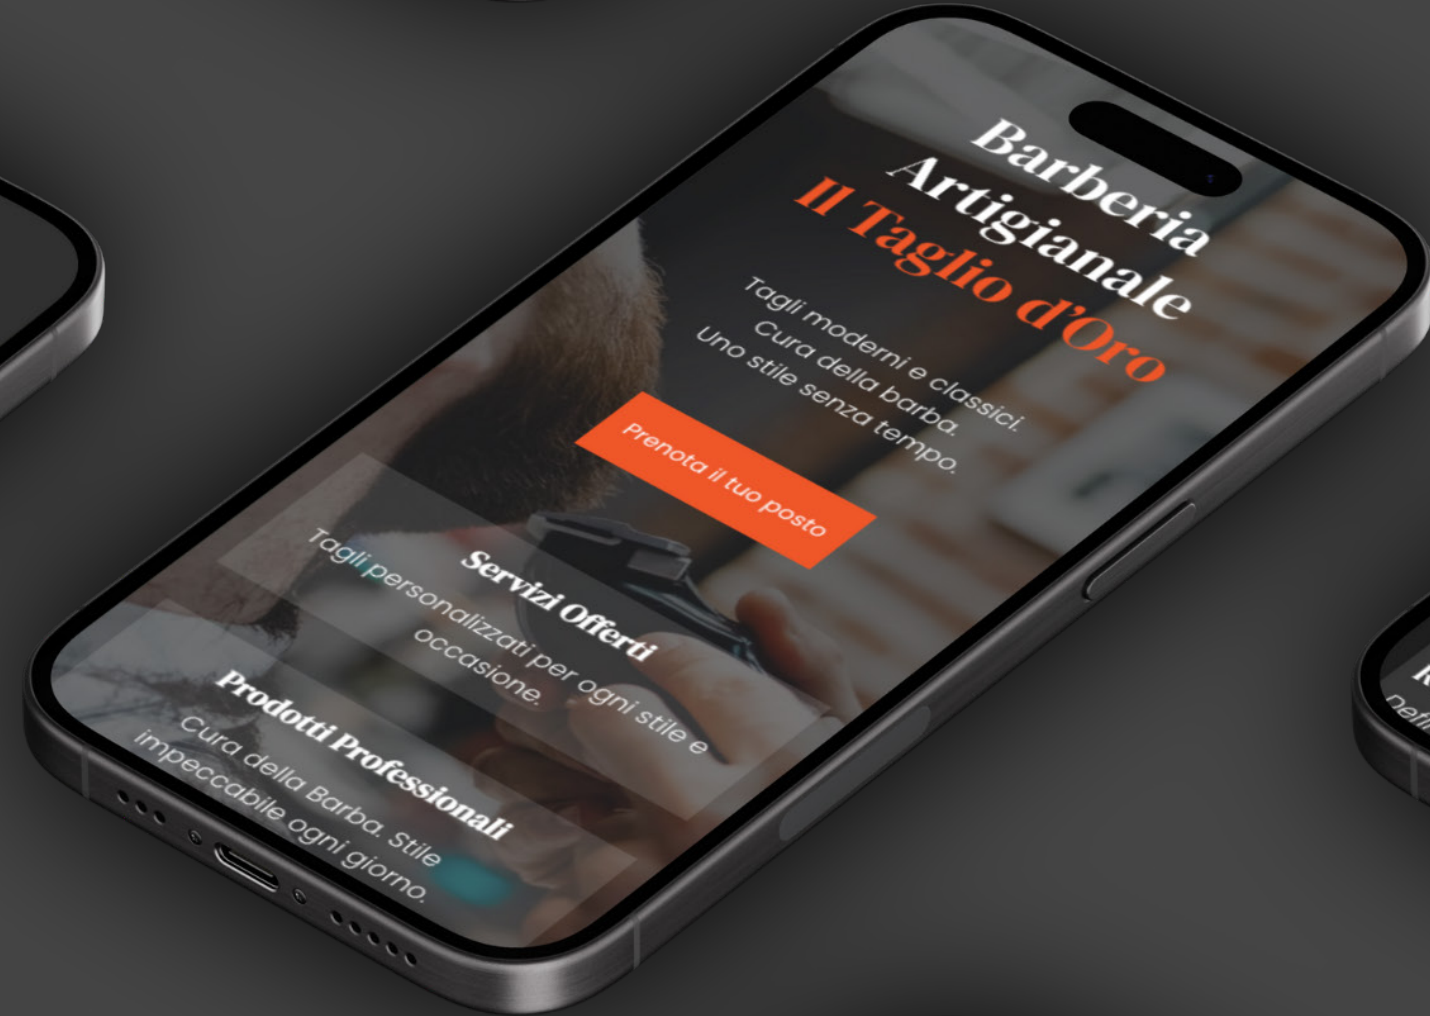 Barberia
Artigianale
Il Taglio d'Oro
Tagli moderni e classici.
Cura della barba.
Uno stile senza tempo.
Prenota il tuo posto
Servizi Offerti
Tagli personalizzati per ogni stile e
occasione.
Prodotti Professionali
Cura della Barba. Stile
impeccabile ogni giorno.